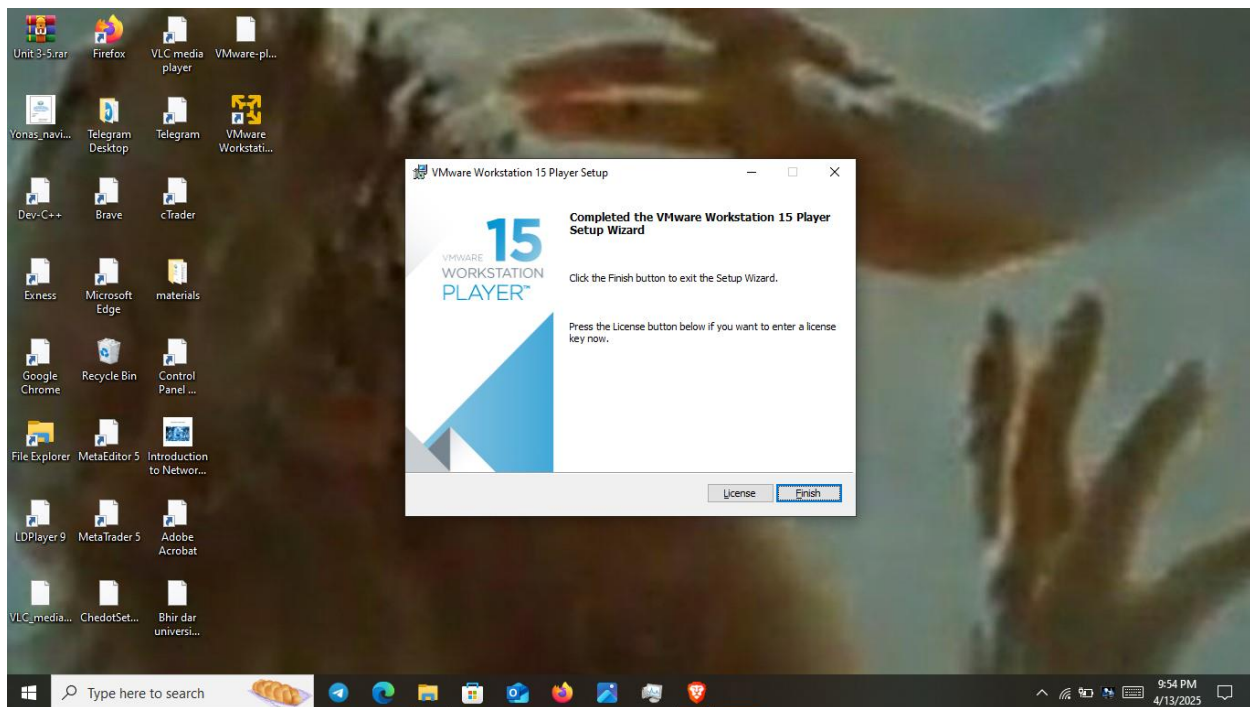 Unit 3-5.rar
Firefox
VLC media
player
VMware-pl...
Yonas_navi...
Telegram
Desktop
Telegram
VMware
Workstati...
Dev-C++
Brave
cTrader
Exness
Microsoft
Edge
materials
Google
Chrome
Recycle Bin
Control
Panel ...
File Explorer
MetaEditor 5
Introduction
to Networ...
LDPlayer 9
MetaTrader 5
Adobe
Acrobat
VLC_media...
ChedotSet...
Bhir dar
universi...
VMware Workstation 15 Player Setup
15
VMWARE
WORKSTATION
PLAYER™
Completed the VMware Workstation 15 Player
Setup Wizard
Click the Finish button to exit the Setup Wizard.
Press the License button below if you want to enter a license
key now.
License
Finish
Type here to search
9:54 PM
4/13/2025